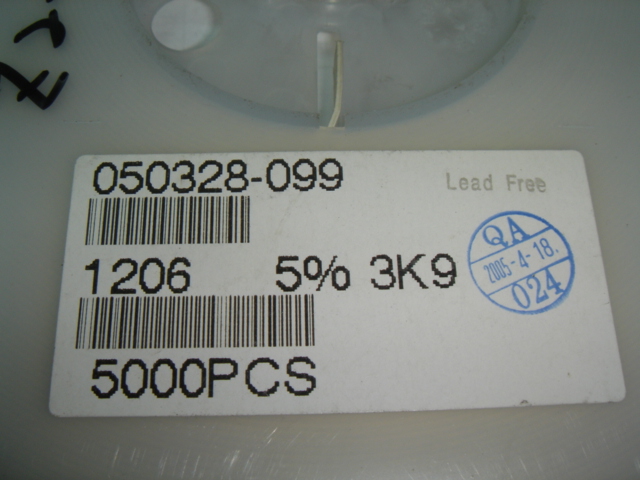 050328-099
Lead Free
1206 5% 3K9
QA
2005-4-18.
024
5000PCS